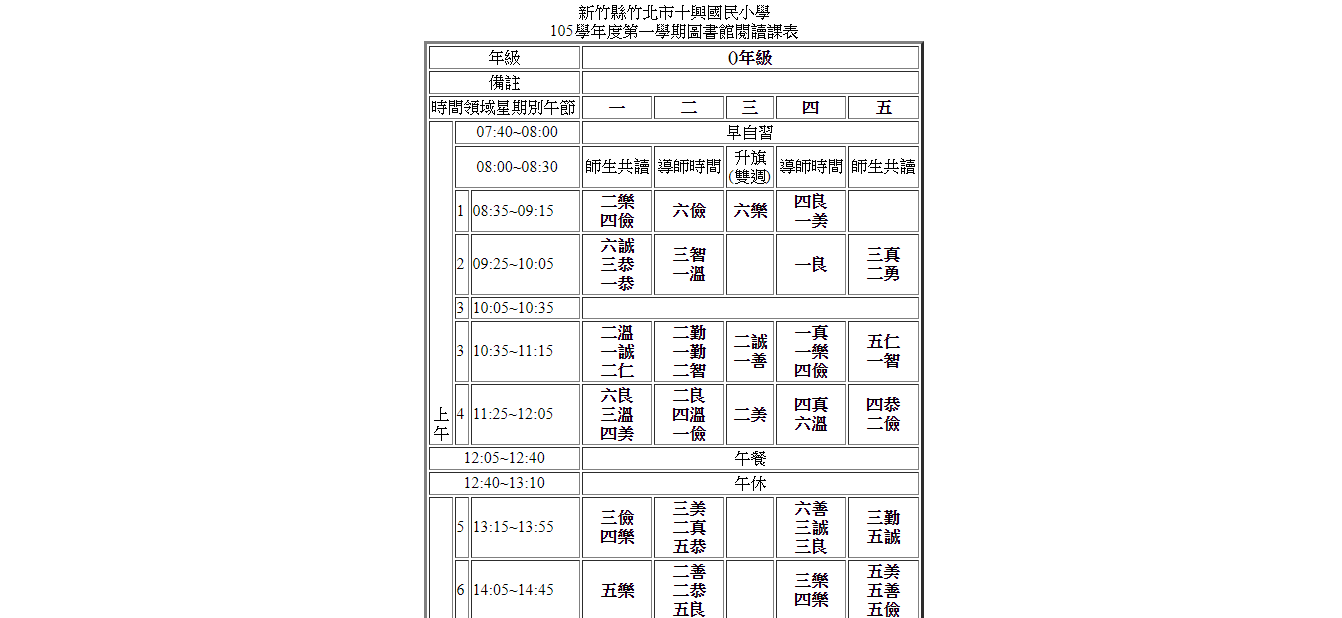 新竹縣竹北市十興國民小學
105學年度第一學期圖書館閱讀課表
年級 0年級
備註
時間領域星期別午節 一 二 三 四 五
07:40~08:00 早自習
08:00~08:30 師生共讀 導師時間 升旗 導師時間 師生共讀
(雙週)
1 08:35~09:15 二樂 六儉 六樂 四良
四儉 一美
2 09:25~10:05 六誠 三智 一良 三真
三恭 一溫 二勇
一恭
3 10:05~10:35
3 10:35~11:15 二溫 二勤 二誠 一真 五仁
一誠 一勤 一善 一樂 一智
二仁 二智 四儉
上午 4 11:25~12:05 六良 二良 二美 四真 四恭
三溫 四溫 六溫 二儉
四美 一儉
12:05~12:40 午餐
12:40~13:10 午休
5 13:15~13:55 三儉 三美 六善 三勤
四樂 二真 三誠 五誠
五恭 三良
6 14:05~14:45 五樂 二善 三樂 五美
二恭 四樂 五善
五良 五儉